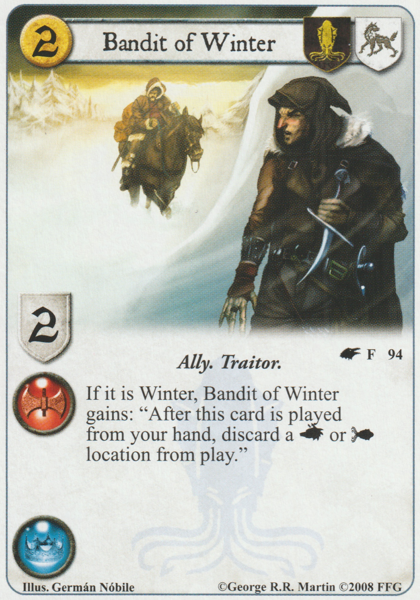 2
Bandit of Winter
2
Ally. Traitor.
F 94
If it is Winter, Bandit of Winter
gains: “After this card is played
from your hand, discard a or
location from play.”
Illus. Germán Nóbile
©George R.R. Martin ©2008 FFG